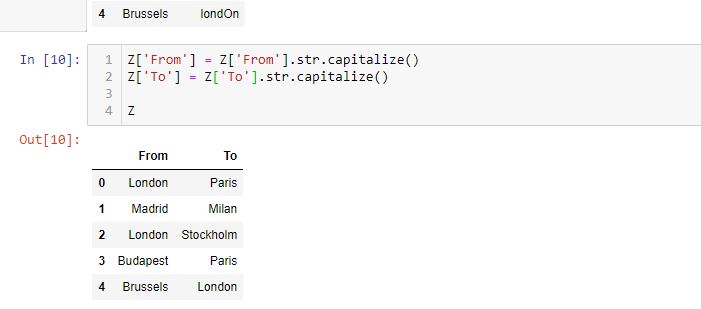 4 Brussels londOn
In [10]:
1 Z['From'] = Z['From'].str.capitalize()
2 Z['To'] = Z['To'].str.capitalize()
3
4 Z
Out[10]:
From To
0 London Paris
1 Madrid Milan
2 London Stockholm
3 Budapest Paris
4 Brussels London